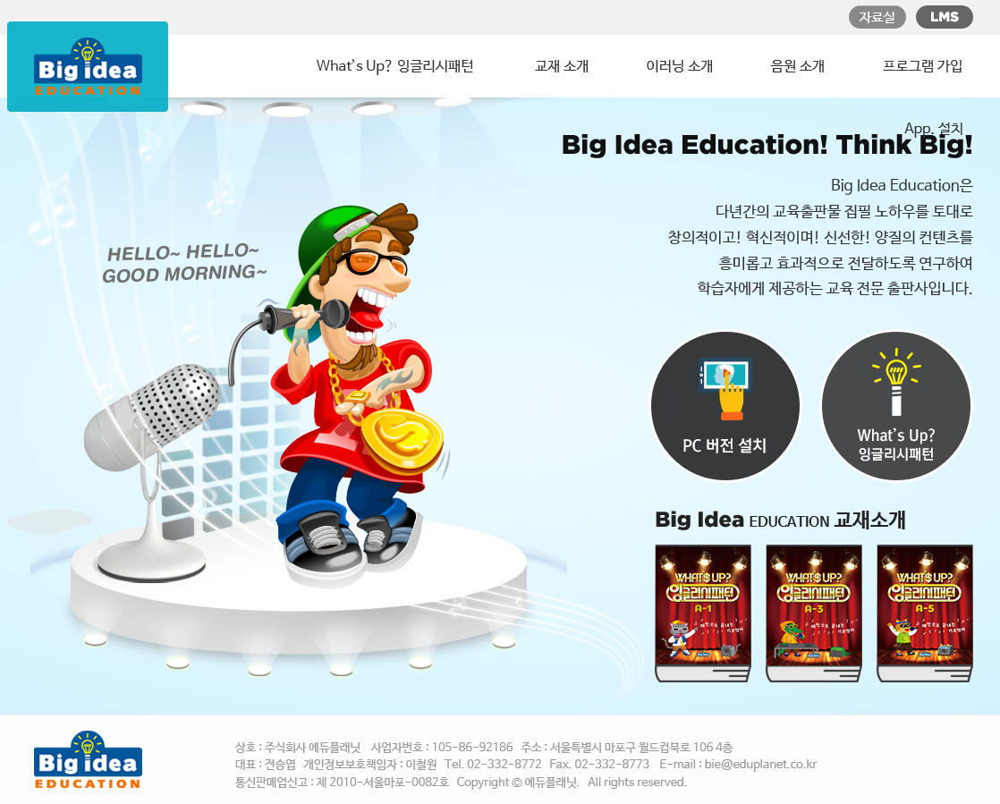 자료실
LMS
Big Idea
EDUCATION
What's Up? 잉글리시패턴
교재 소개
이러닝 소개
음원 소개
프로그램 가입
App. 설치
Big Idea Education! Think Big!
Big Idea Education은
다년간의 교육출판물 집필 노하우를 토대로
창의적이고! 혁신적이며! 신선한! 양질의 컨텐츠를
흥미롭고 효과적으로 전달하도록 연구하여
학습자에게 제공하는 교육 전문 출판사입니다.
HELLO~ HELLO~
GOOD MORNING~
PC 버전 설치
What's Up?
잉글리시패턴
Big Idea EDUCATION 교재소개
WHAT'S UP?
잉글리시패턴
A-1
WHAT'S UP?
잉글리시패턴
A-3
WHAT'S UP?
잉글리시패턴
A-5
Big Idea
EDUCATION
상호 : 주식회사 에듀플래닛 사업자번호 : 105-86-92186 주소 : 서울특별시 마포구 월드컵북로 106 4층
대표 : 전승엽 개인정보보호책임자 : 이철원 Tel. 02-332-8772 Fax. 02-332-8773 E-mail : bie@eduplanet.co.kr
통신판매업신고 : 제 2010-서울마포-0082호 Copyright © 에듀플래닛. All rights reserved.